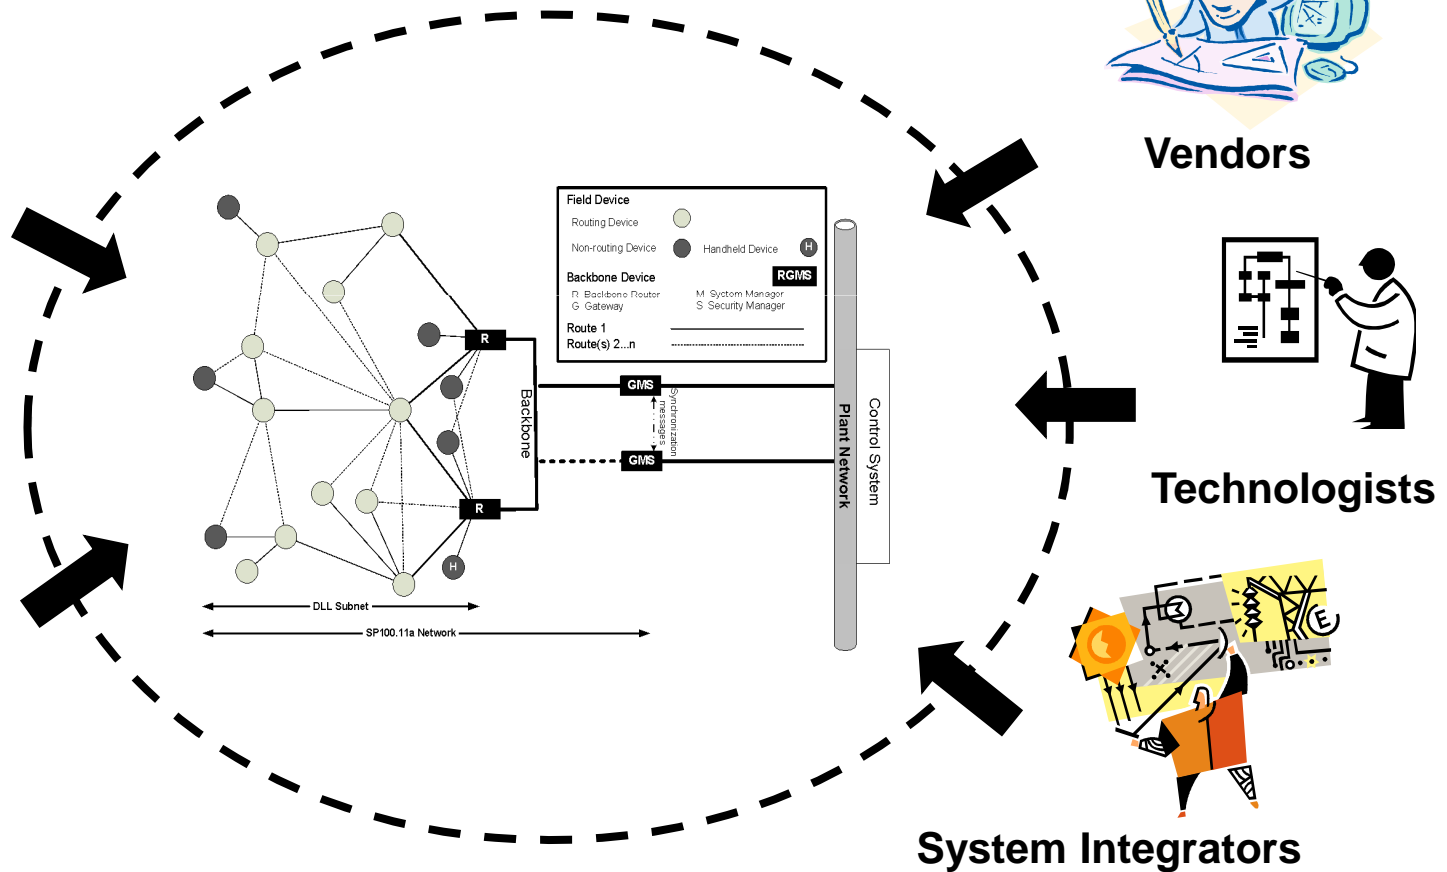 Vendors
Field Device
Routing Device
Non-routing Device
Handheld Device
H
Backbone Device
RGMS
R Backbone Router
M System Manager
G Gateway
S Security Manager
Route 1
Route(s) 2...n
R
Backbone
GMS
Synchronization
messages
GMS
Plant Network
Control System
R
H
DLL Subnet
SP100.11a Network
Technologists
E
System Integrators